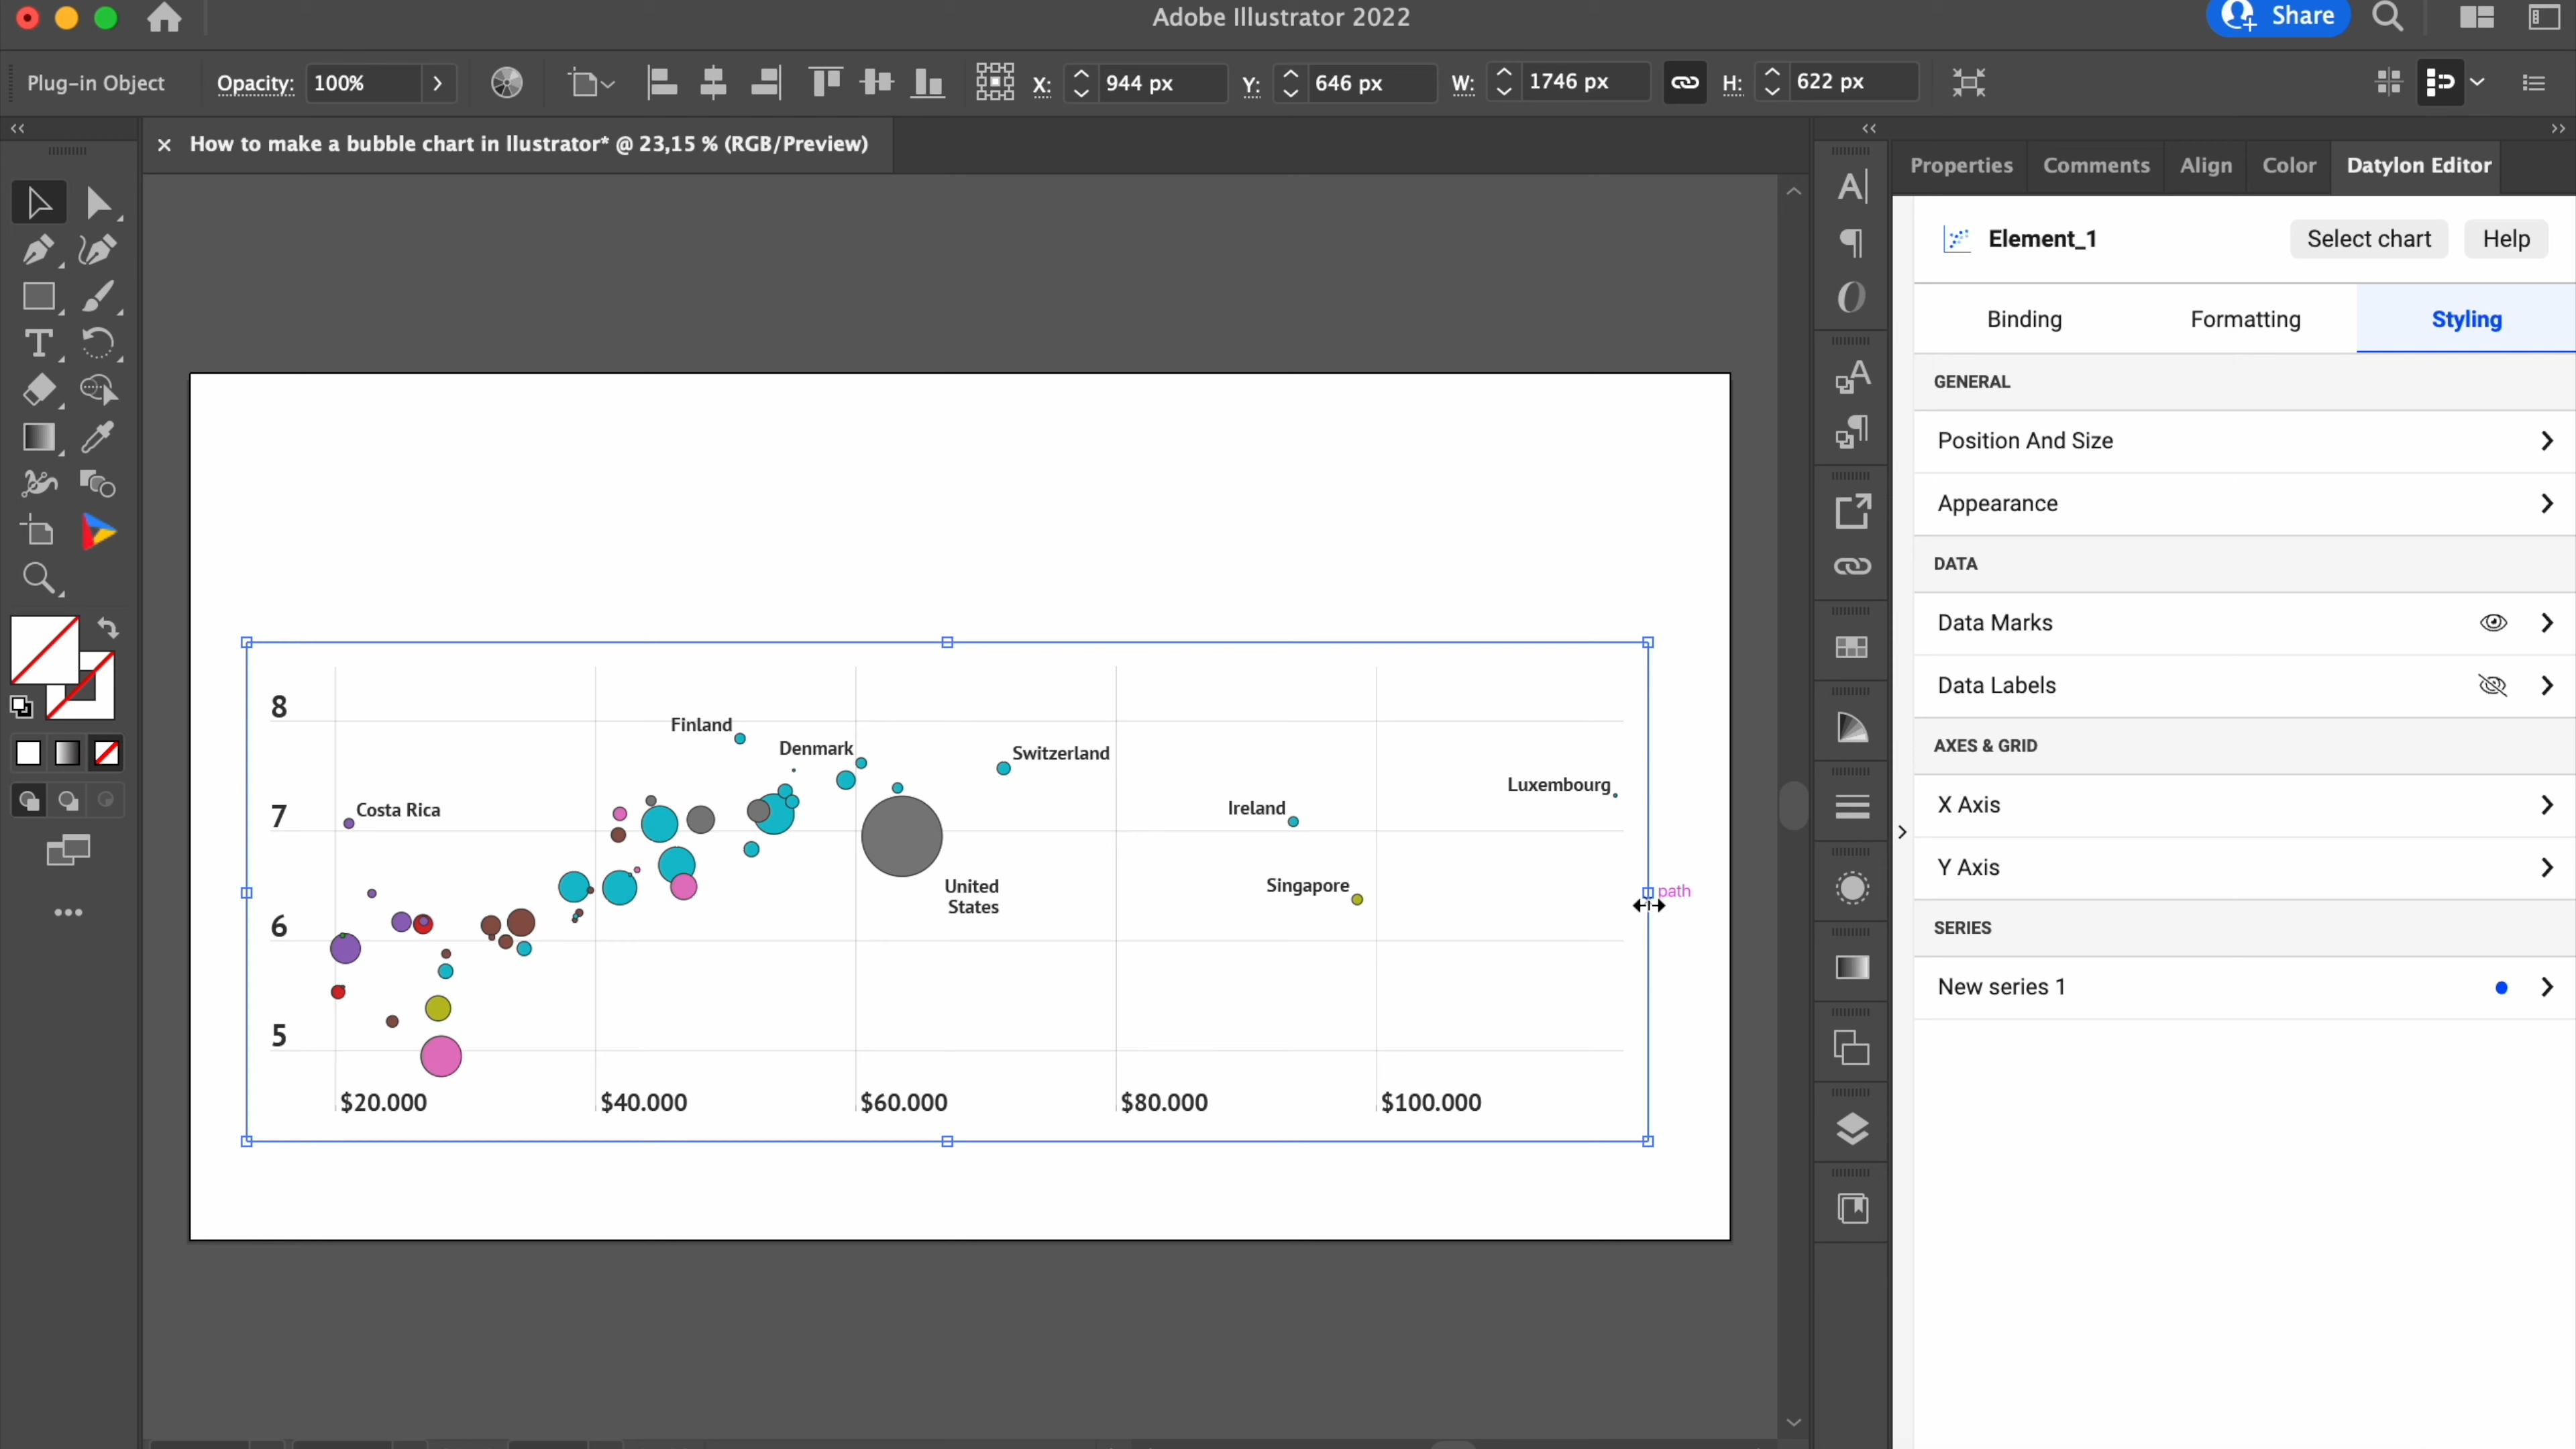 Adobe Illustrator 2022
Share
Plug-in Object
Opacity: 100%
X: 944 px
Y: 646 px
W: 1746 px
H: 622 px
How to make a bubble chart in Ilustrator* @ 23,15 % (RGB/Preview)
Properties
Comments
Align
Color
Datylon Editor
Element_1
Select chart
Help
Binding
Formatting
Styling
GENERAL
Position And Size
Appearance
DATA
Data Marks
Data Labels
AXES & GRID
X Axis
Y Axis
SERIES
New series 1
8
7
6
5
Finland
Denmark
Switzerland
Luxembourg
Costa Rica
Ireland
United
States
Singapore
path
$20.000
$40.000
$60.000
$80.000
$100.000